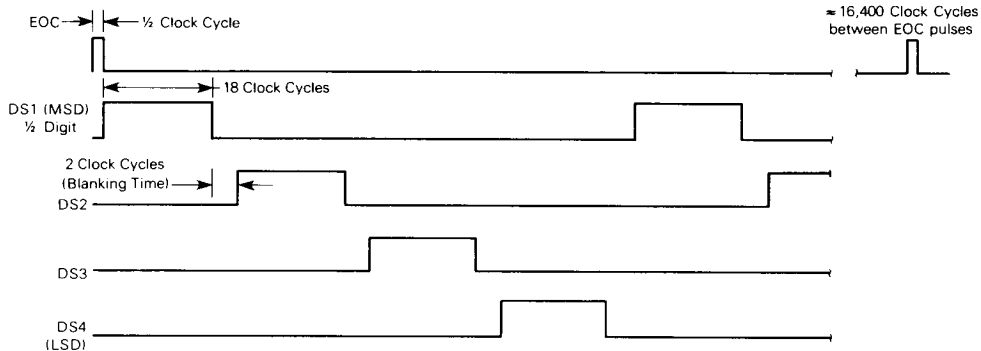 EOC
½ Clock Cycle
≈ 16,400 Clock Cycles
between EOC pulses
18 Clock Cycles
DS1 (MSD)
½ Digit
2 Clock Cycles
(Blanking Time)
DS2
DS3
DS4
(LSD)